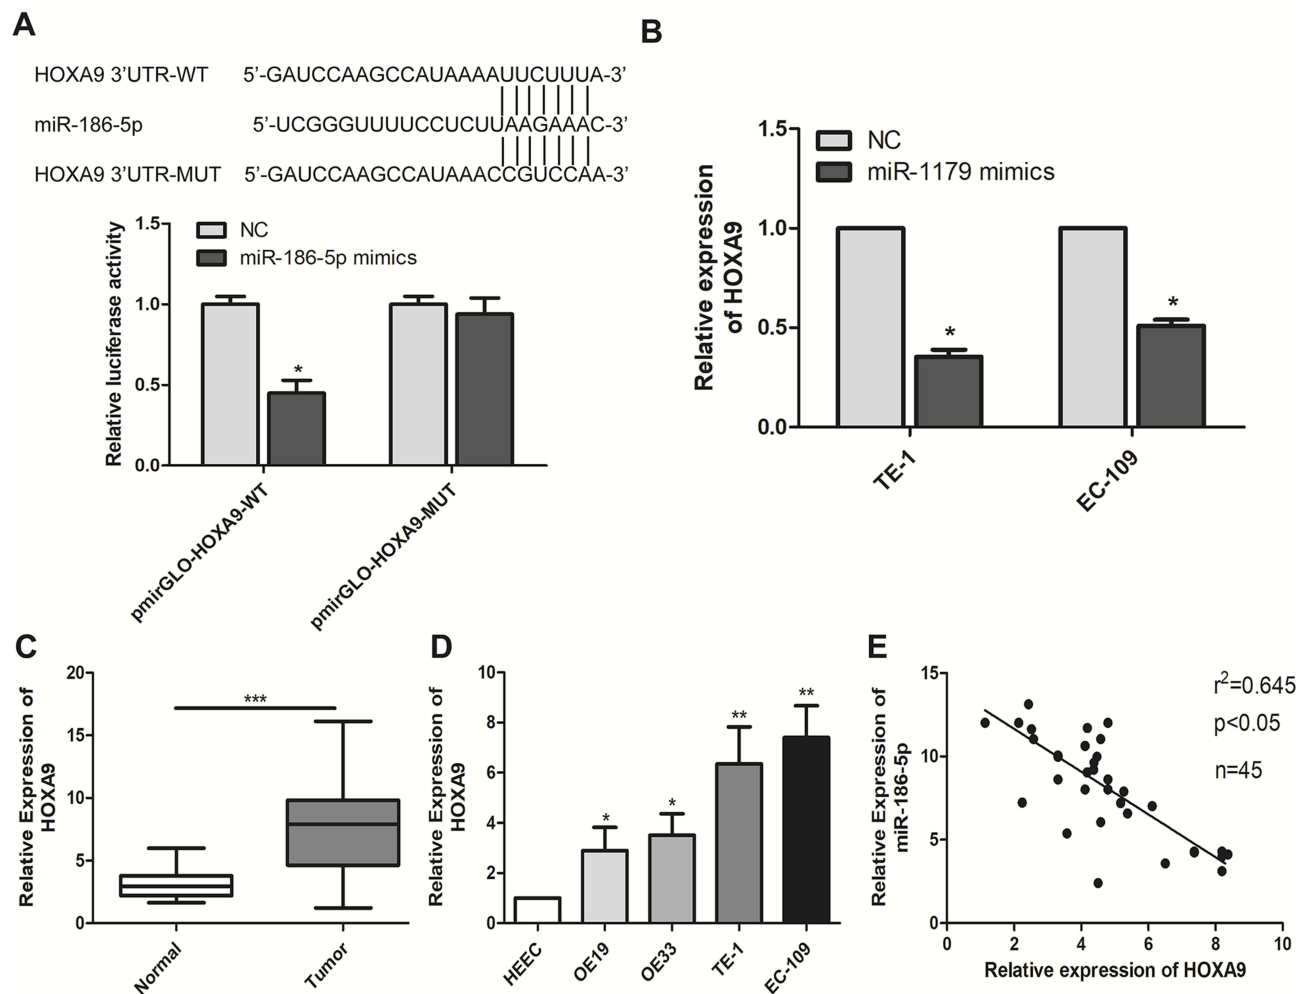 A
HOXA9 3'UTR-WT 5'-GAUCCAAGCCAUAAAAUUCUUUA-3'
miR-186-5p 5'-UCGGGUUUUCCUCUUAAGAAAC-3'
HOXA9 3'UTR-MUT 5'-GAUCCAAGCCAUAAACCGUCCAA-3'
Relative luciferase activity
1.5
1.0
0.5
0.0
NC
miR-186-5p mimics
*
pmirGLO-HOXA9-WT
pmirGLO-HOXA9-MUT
B
Relative expression
of HOXA9
1.5
1.0
0.5
0.0
NC
miR-1179 mimics
*
*
TE-1
EC-109
C
Relative Expression of
HOXA9
20
15
10
5
0
***
Normal
Tumor
D
Relative Expression of
HOXA9
10
8
6
4
2
0
*
*
**
**
HEEC
OE19
OE33
TE-1
EC-109
E
Relative Expression of
miR-186-5p
15
10
5
0
r2=0.645
p<0.05
n=45
0 2 4 6 8 10
Relative expression of HOXA9